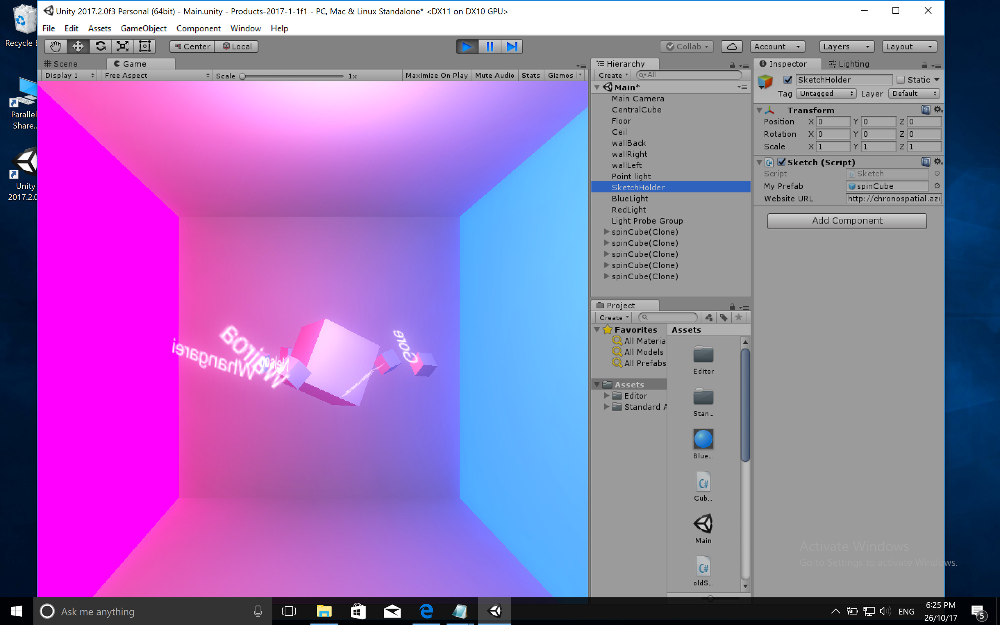 Unity 2017.2.0f3 Personal (64bit) - Main.unity - Products-2017-1-1f1 - PC, Mac & Linux Standalone* <DX11 on DX10 GPU>
File Edit Assets GameObject Component Window Help
Recycle
Center Local
Collab Account Layers Layout
Scene Game
Display 1 Free Aspect Scale 1x Maximize On Play Mute Audio Stats Gizmos
Hierarchy
Create All
Main*
Main Camera
CentralCube
Floor
Ceil
wallBack
wallRight
wallLeft
Point light
SketchHolder
BlueLight
RedLight
Light Probe Group
spinCube(Clone)
spinCube(Clone)
spinCube(Clone)
spinCube(Clone)
spinCube(Clone)
Inspector Lighting
SketchHolder Static
Tag Untagged Layer Default
Transform
Position X 0 Y 0 Z 0
Rotation X 0 Y 0 Z 0
Scale X 1 Y 1 Z 1
Sketch (Script)
Script Sketch
My Prefab spinCube
Website URL http://chronospatial.az
Add Component
Parallel
Share..
Unity
2017.2.0
Wairoa
Whangarei
Nelson
Gore
Project
Create
Favorites
All Materia
All Models
All Prefabs
Assets
Editor
Standard A
Assets
Editor
Stan...
Blue...
C#
Cub...
Main
C#
oldS...
Activate Windows
Go to Settings to activate Windows.
Ask me anything
ENG
6:25 PM
26/10/17
5